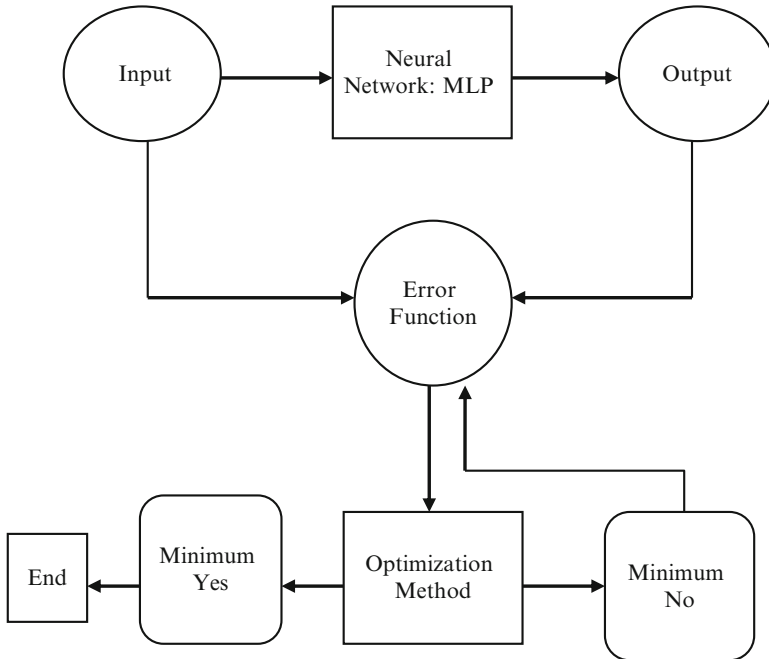 Input
Neural
Network: MLP
Output
Error
Function
End
Minimum
Yes
Optimization
Method
Minimum
No